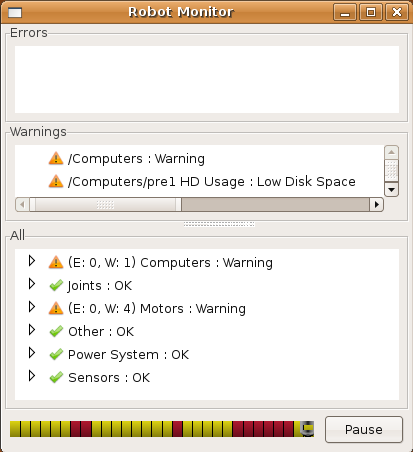 Robot Monitor
Errors
Warnings
/Computers : Warning
/Computers/pre1 HD Usage : Low Disk Space
All
(E: 0, W: 1) Computers : Warning
Joints : OK
(E: 0, W: 4) Motors : Warning
Other : OK
Power System : OK
Sensors : OK
Pause